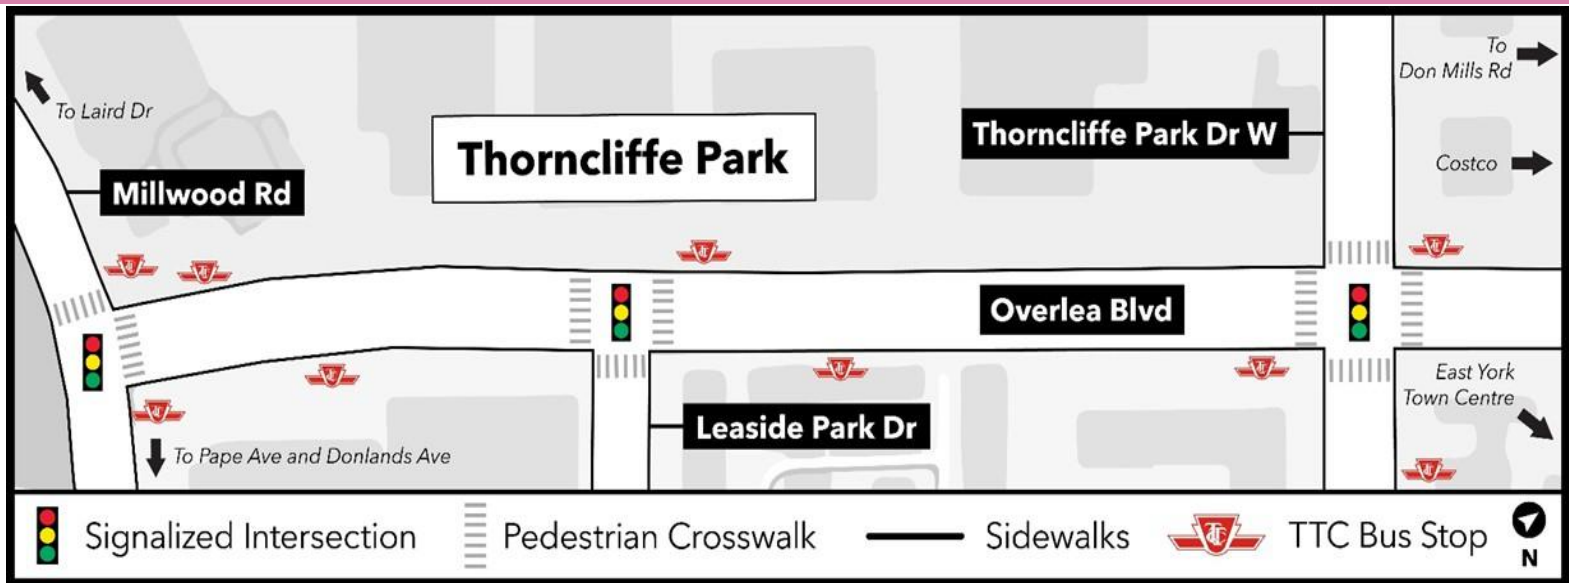 To
Don Mills Rd
To Laird Dr
Thorncliffe Park Dr W
Thorncliffe Park
Costco
Millwood Rd
Overlea Blvd
East York
Town Centre
Leaside Park Dr
To Pape Ave and Donlands Ave
Signalized Intersection
Pedestrian Crosswalk
Sidewalks
TTC Bus Stop
N